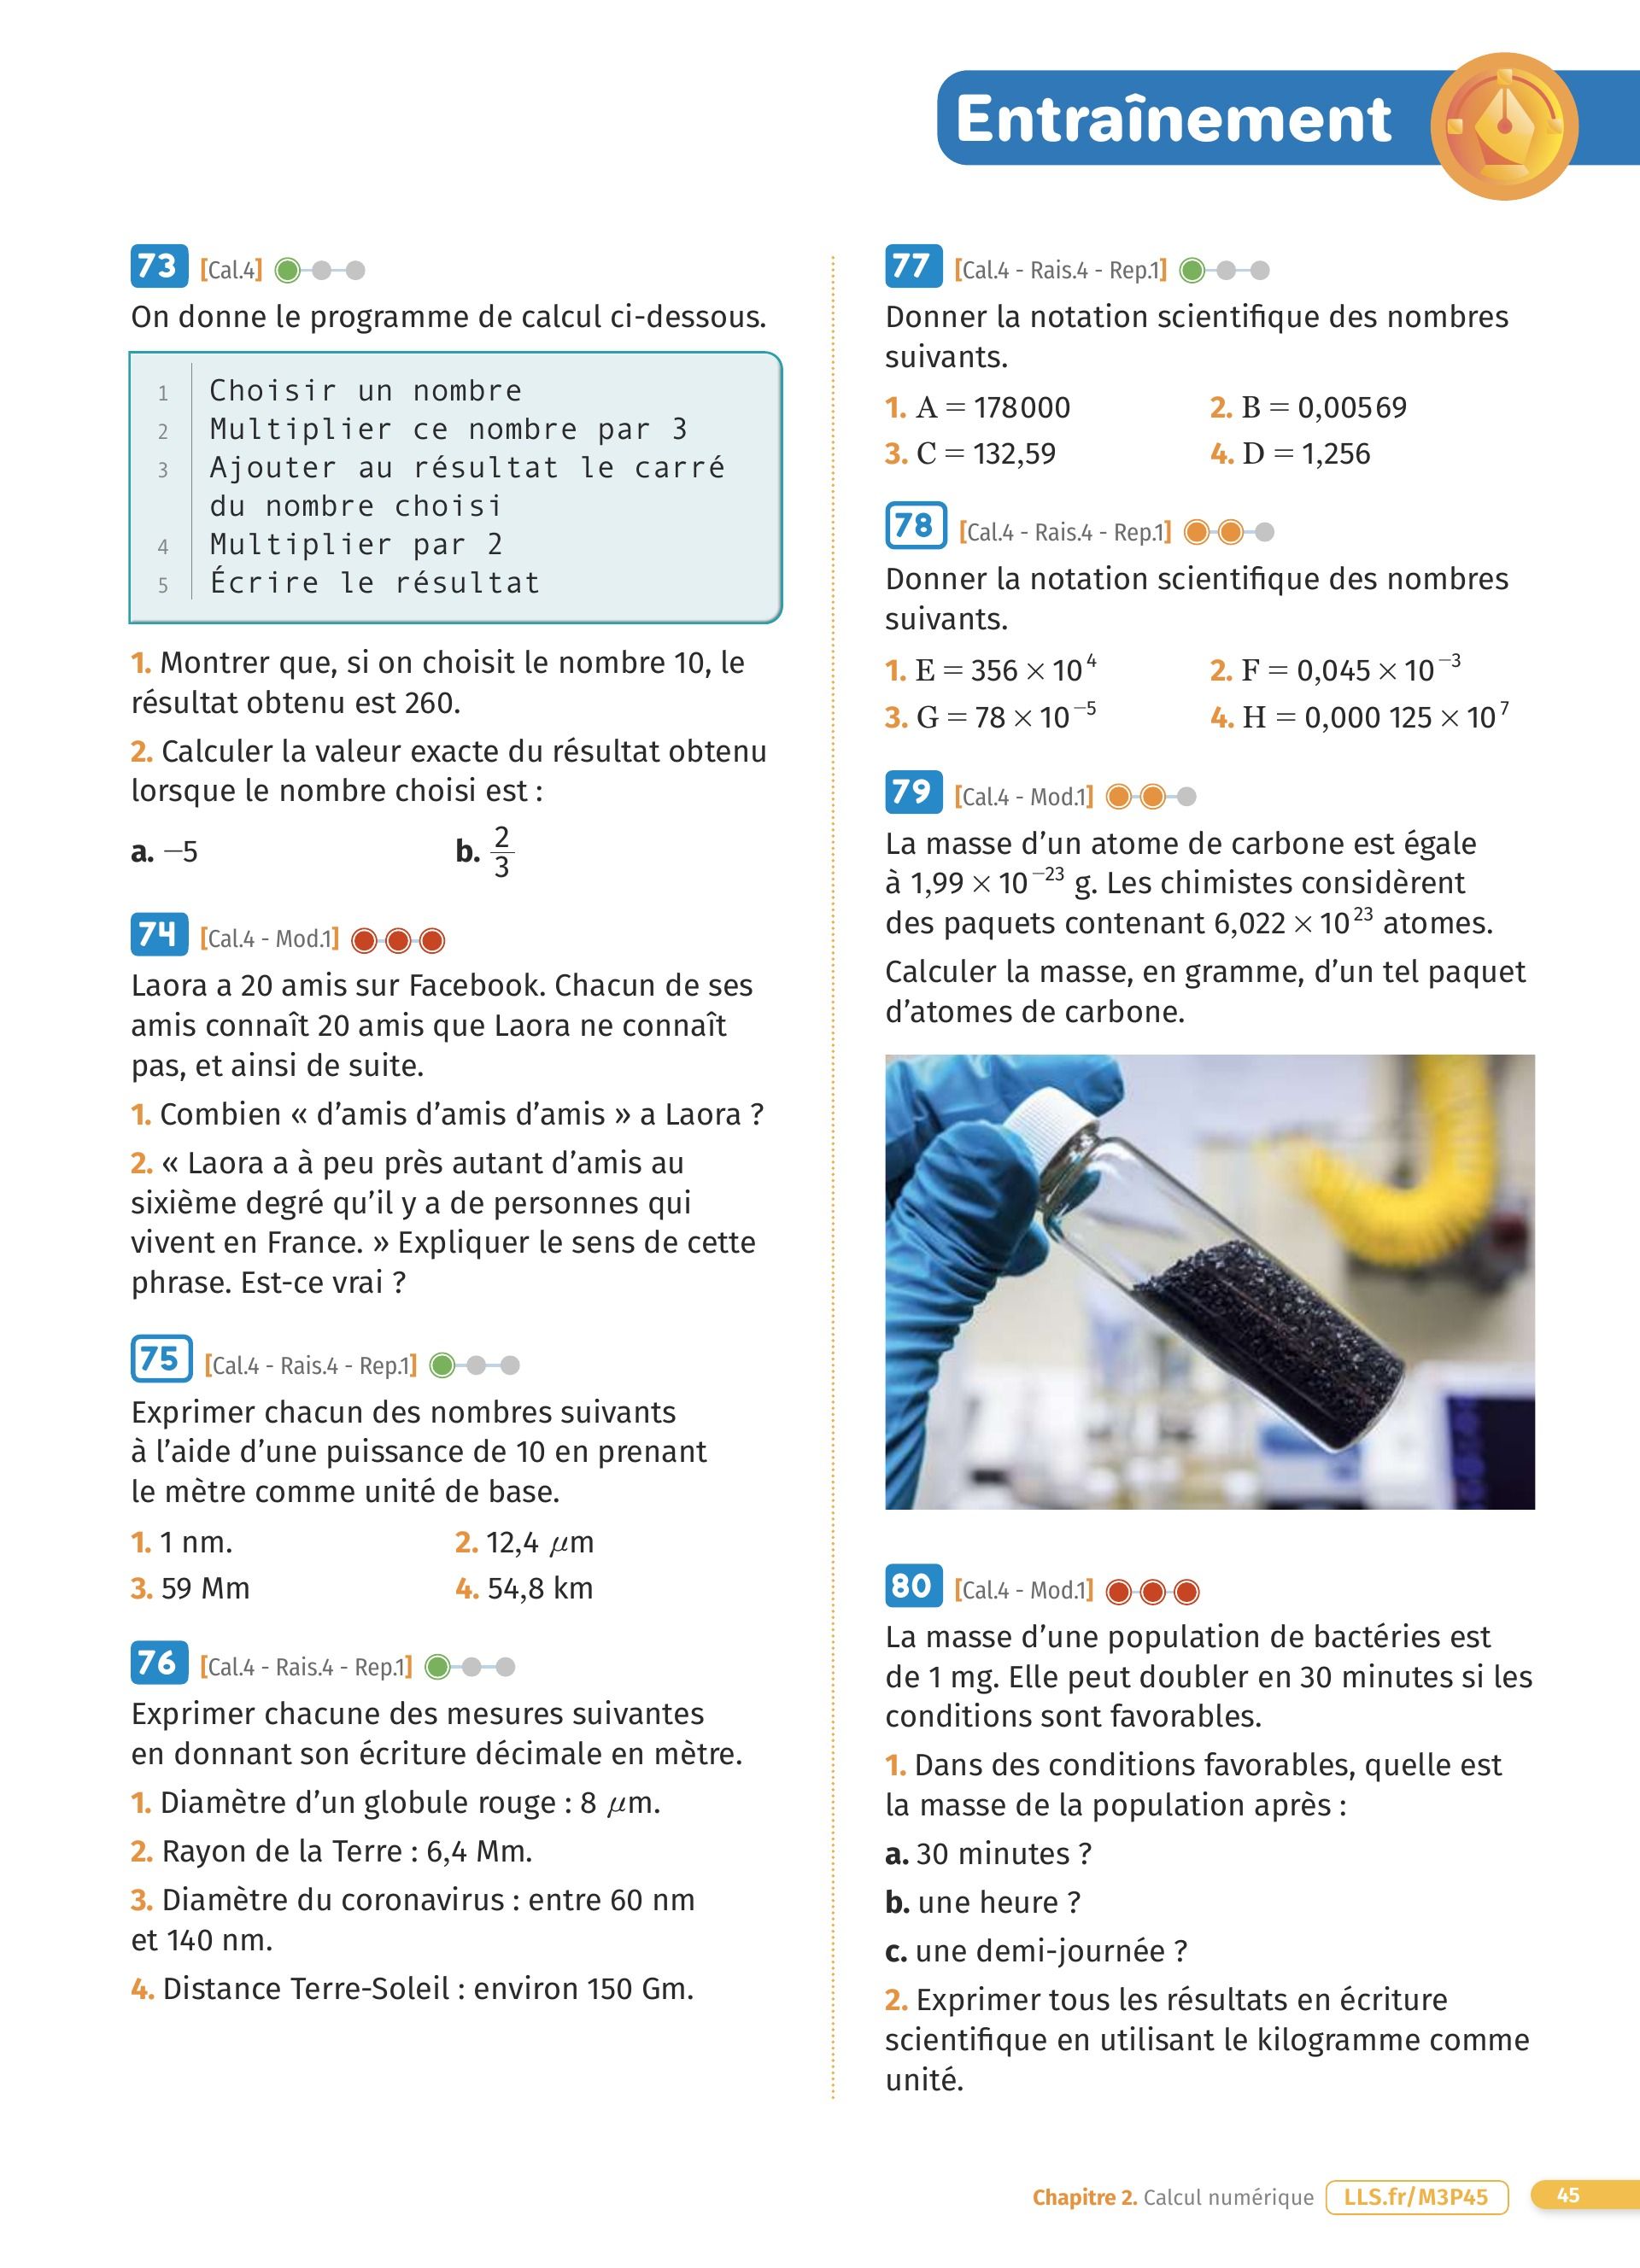 Entraînement
73 [Cal.4]
On donne le programme de calcul ci-dessous.
1 Choisir un nombre
2 Multiplier ce nombre par 3
3 Ajouter au résultat le carré
du nombre choisi
4 Multiplier par 2
5 Écrire le résultat
1. Montrer que, si on choisit le nombre 10, le
résultat obtenu est 260.
2. Calculer la valeur exacte du résultat obtenu
lorsque le nombre choisi est :
a. −5 b. 2/3
74 [Cal.4 - Mod.1]
Laora a 20 amis sur Facebook. Chacun de ses
amis connaît 20 amis que Laora ne connaît
pas, et ainsi de suite.
1. Combien « d’amis d’amis d’amis » a Laora ?
2. « Laora a à peu près autant d’amis au
sixième degré qu’il y a de personnes qui
vivent en France. » Expliquer le sens de cette
phrase. Est-ce vrai ?
75 [Cal.4 - Rais.4 - Rep.1]
Exprimer chacun des nombres suivants
à l’aide d’une puissance de 10 en prenant
le mètre comme unité de base.
1. 1 nm. 2. 12,4 μm
3. 59 Mm 4. 54,8 km
76 [Cal.4 - Rais.4 - Rep.1]
Exprimer chacune des mesures suivantes
en donnant son écriture décimale en mètre.
1. Diamètre d’un globule rouge : 8 μm.
2. Rayon de la Terre : 6,4 Mm.
3. Diamètre du coronavirus : entre 60 nm
et 140 nm.
4. Distance Terre-Soleil : environ 150 Gm.
77 [Cal.4 - Rais.4 - Rep.1]
Donner la notation scientifique des nombres
suivants.
1. A = 178 000 2. B = 0,005 69
3. C = 132,59 4. D = 1,256
78 [Cal.4 - Rais.4 - Rep.1]
Donner la notation scientifique des nombres
suivants.
1. E = 356 × 10⁴ 2. F = 0,045 × 10⁻³
3. G = 78 × 10⁻⁵ 4. H = 0,000 125 × 10⁷
79 [Cal.4 - Mod.1]
La masse d’un atome de carbone est égale
à 1,99 × 10⁻²³ g. Les chimistes considèrent
des paquets contenant 6,022 × 10²³ atomes.
Calculer la masse, en gramme, d’un tel paquet
d’atomes de carbone.
80 [Cal.4 - Mod.1]
La masse d’une population de bactéries est
de 1 mg. Elle peut doubler en 30 minutes si les
conditions sont favorables.
1. Dans des conditions favorables, quelle est
la masse de la population après :
a. 30 minutes ?
b. une heure ?
c. une demi-journée ?
2. Exprimer tous les résultats en écriture
scientifique en utilisant le kilogramme comme
unité.
Chapitre 2. Calcul numérique LLS.fr/M3P45 45